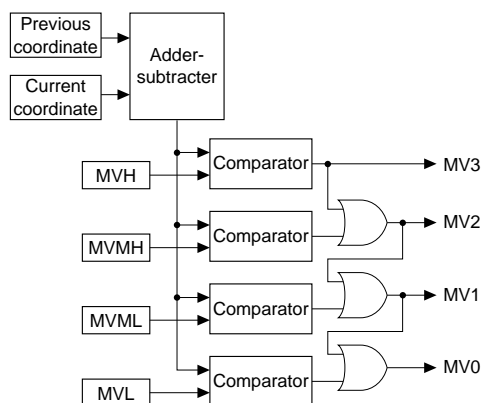 Previous
coordinate
Adder-
subtracter
Current
coordinate
Comparator
MV3
MVH
MV2
Comparator
MVMH
MV1
Comparator
MVML
MV0
Comparator
MVL